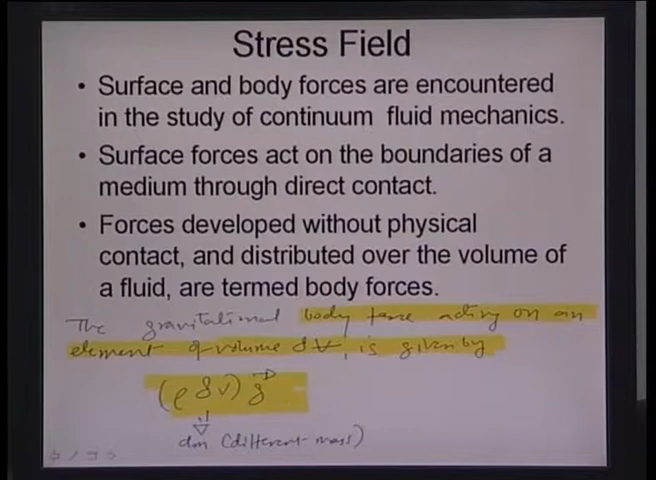 Stress Field
• Surface and body forces are encountered
in the study of continuum fluid mechanics.
• Surface forces act on the boundaries of a
medium through direct contact.
• Forces developed without physical
contact, and distributed over the volume of
a fluid, are termed body forces.
The gravitational body force acting on an
element of volume dV, is given by
(ρ δV) g⃗
dm (different mass)